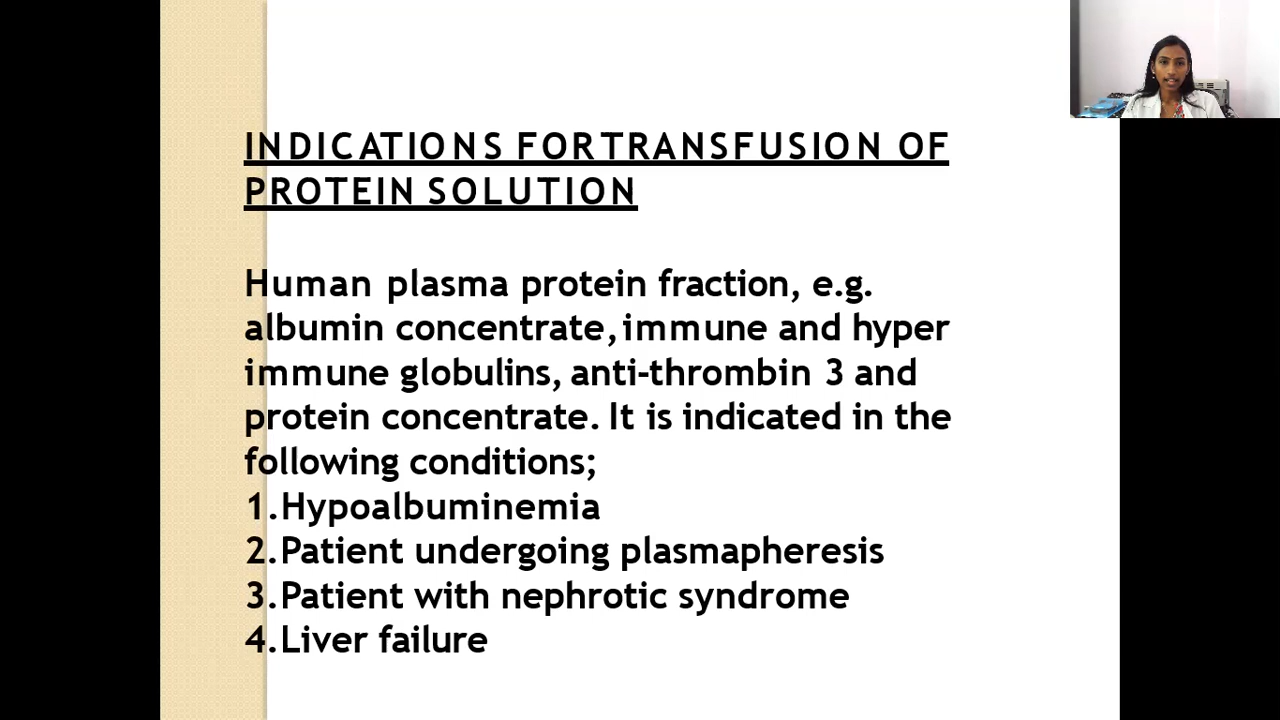 INDICATIONS FOR TRANSFUSION OF
PROTEIN SOLUTION
Human plasma protein fraction, e.g.
albumin concentrate, immune and hyper
immune globulins, anti-thrombin 3 and
protein concentrate. It is indicated in the
following conditions;
1.Hypoalbuminemia
2.Patient undergoing plasmapheresis
3.Patient with nephrotic syndrome
4.Liver failure